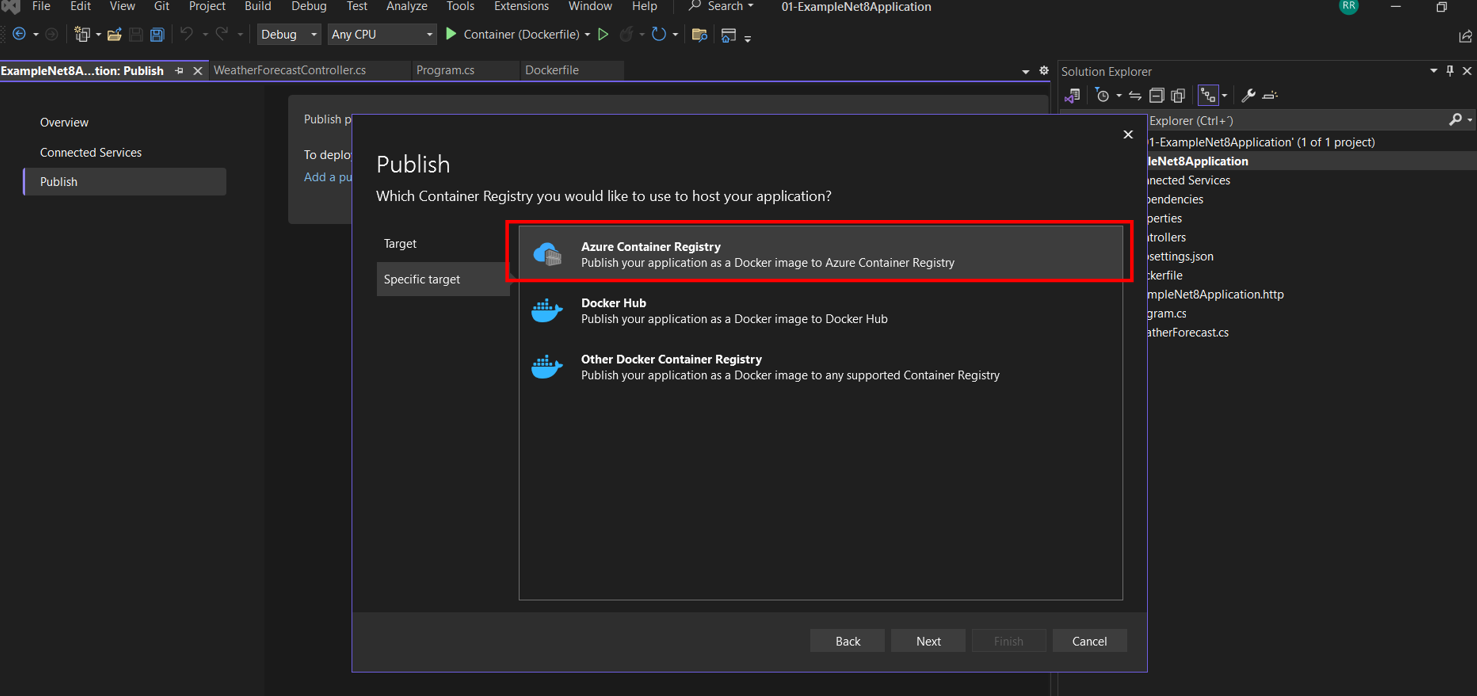 File Edit View Git Project Build Debug Test Analyze Tools Extensions Window Help Search 01-ExampleNet8Application RR
Debug Any CPU Container (Dockerfile)
ExampleNet8A...tion: Publish WeatherForecastController.cs Program.cs Dockerfile
Solution Explorer
Explorer (Ctrl+´)
01-ExampleNet8Application' (1 of 1 project)
leNet8Application
nected Services
pendencies
perties
ntrollers
settings.json
ckerfile
mpleNet8Application.http
gram.cs
atherForecast.cs
Overview
Connected Services
Publish
Publish p
To deploy
Add a pu
Publish
Which Container Registry you would like to use to host your application?
Target
Specific target
Azure Container Registry
Publish your application as a Docker image to Azure Container Registry
Docker Hub
Publish your application as a Docker image to Docker Hub
Other Docker Container Registry
Publish your application as a Docker image to any supported Container Registry
Back Next Finish Cancel